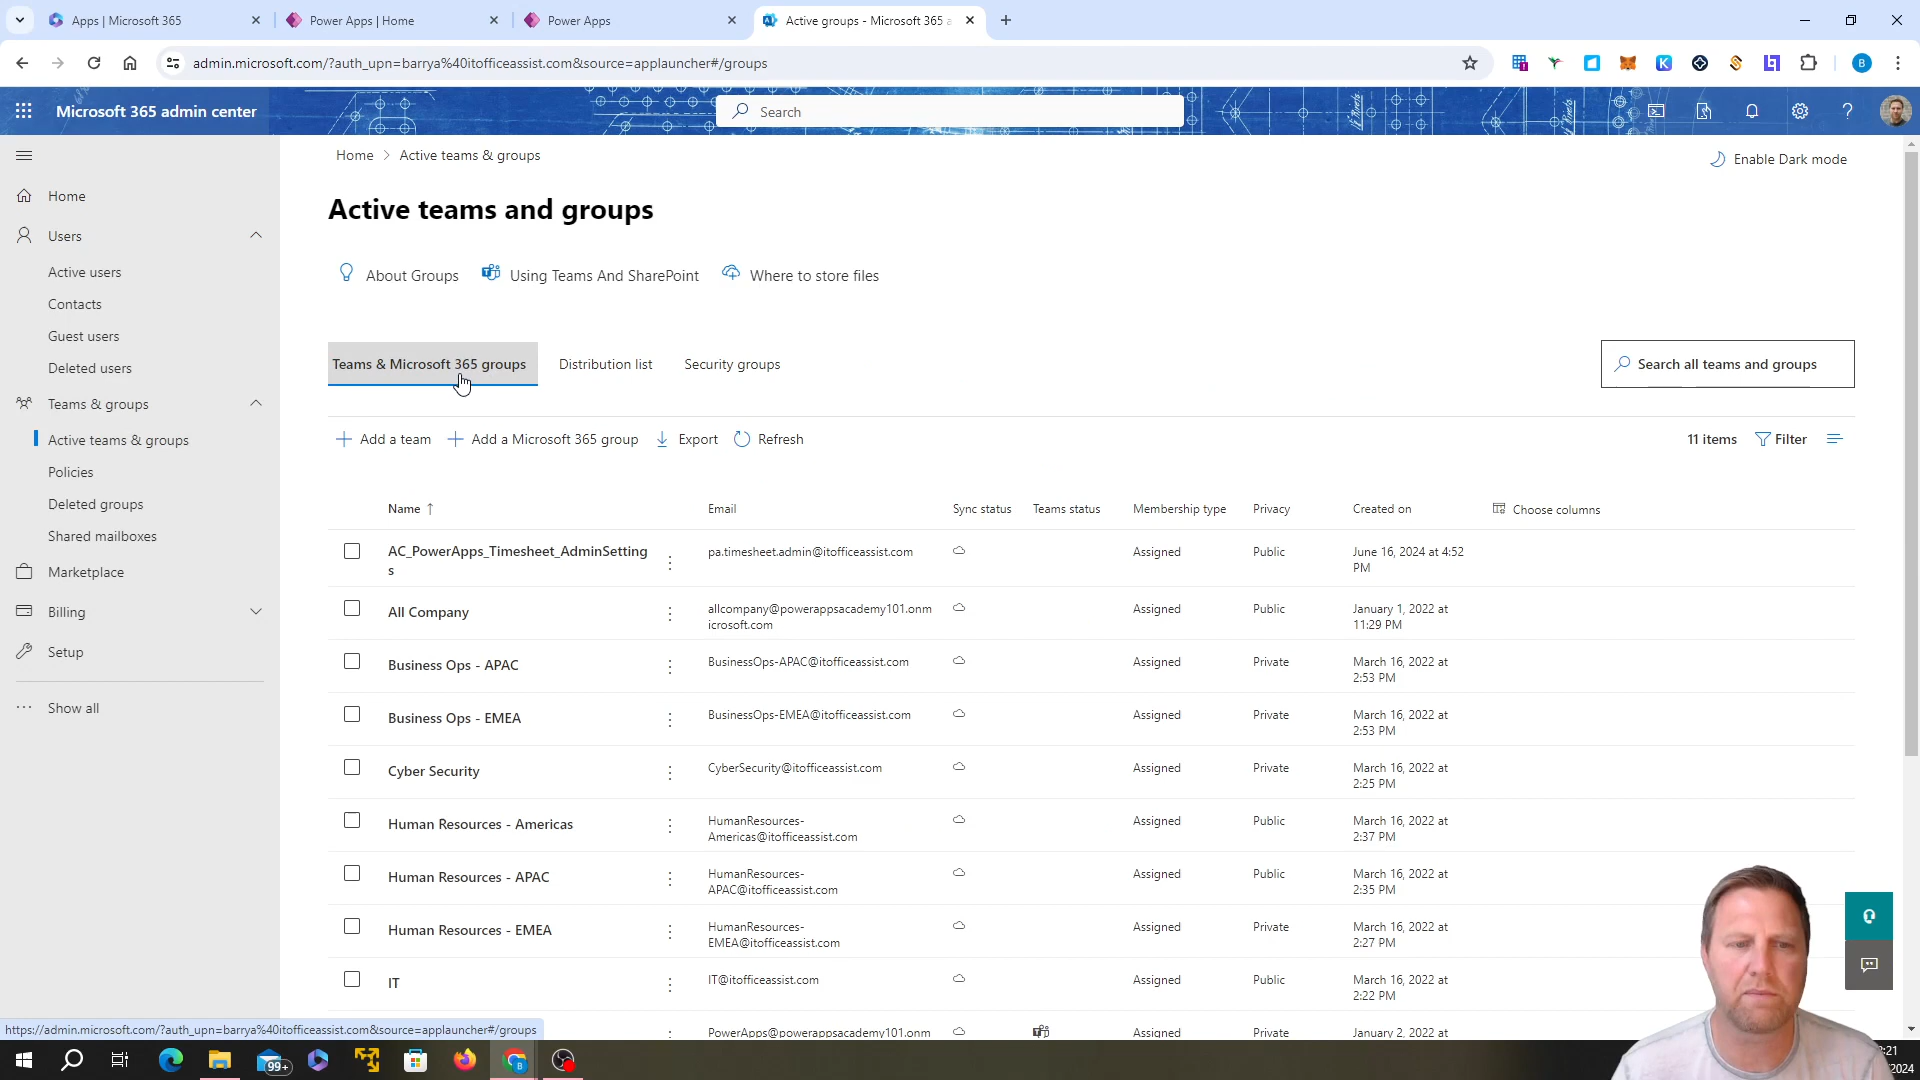 Apps | Microsoft 365
Power Apps | Home
Power Apps
Active groups - Microsoft 365 a
admin.microsoft.com/?auth_upn=barrya%40itofficeassist.com&source=applauncher#/groups
B
Microsoft 365 admin center
Search
Home
Users
Active users
Contacts
Guest users
Deleted users
Teams & groups
Active teams & groups
Policies
Deleted groups
Shared mailboxes
Marketplace
Billing
Setup
Show all
Home > Active teams & groups
Enable Dark mode
Active teams and groups
About Groups
Using Teams And SharePoint
Where to store files
Teams & Microsoft 365 groups
Distribution list
Security groups
Search all teams and groups
Add a team
Add a Microsoft 365 group
Export
Refresh
11 items
Filter
Name ↑
Email
Sync status
Teams status
Membership type
Privacy
Created on
Choose columns
AC_PowerApps_Timesheet_AdminSetting
s
pa.timesheet.admin@itofficeassist.com
Assigned
Public
June 16, 2024 at 4:52
PM
All Company
allcompany@powerappsacademy101.onm
icrosoft.com
Assigned
Public
January 1, 2022 at
11:29 PM
Business Ops - APAC
BusinessOps-APAC@itofficeassist.com
Assigned
Private
March 16, 2022 at
2:53 PM
Business Ops - EMEA
BusinessOps-EMEA@itofficeassist.com
Assigned
Private
March 16, 2022 at
2:53 PM
Cyber Security
CyberSecurity@itofficeassist.com
Assigned
Private
March 16, 2022 at
2:25 PM
Human Resources - Americas
HumanResources-
Americas@itofficeassist.com
Assigned
Public
March 16, 2022 at
2:37 PM
Human Resources - APAC
HumanResources-
APAC@itofficeassist.com
Assigned
Public
March 16, 2022 at
2:35 PM
Human Resources - EMEA
HumanResources-
EMEA@itofficeassist.com
Assigned
Private
March 16, 2022 at
2:27 PM
IT
IT@itofficeassist.com
Assigned
Public
March 16, 2022 at
2:22 PM
PowerApps@powerappsacademy101.onm
Assigned
Private
January 2, 2022 at
https://admin.microsoft.com/?auth_upn=barrya%40itofficeassist.com&source=applauncher#/groups
99+
:21
2024